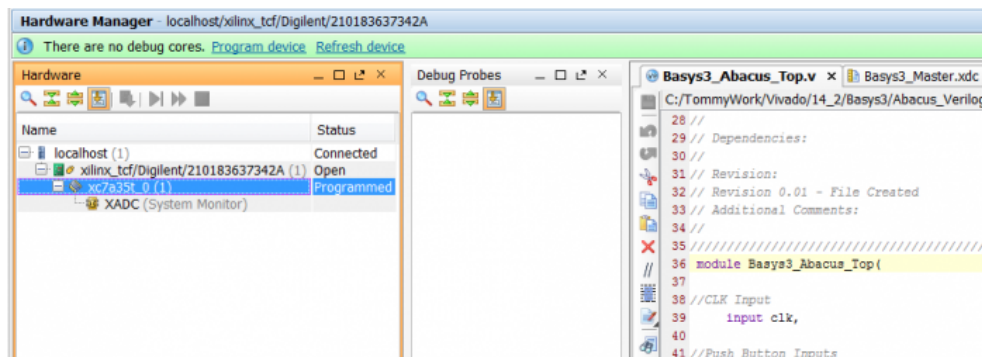 Hardware Manager - localhost/xilinx_tcf/Digilent/210183637342A
There are no debug cores. Program device Refresh device
Hardware
Name Status
localhost (1) Connected
xilinx_tcf/Digilent/210183637342A (1) Open
xc7a35t_0 (1) Programmed
XADC (System Monitor)
Debug Probes
Basys3_Abacus_Top.v Basys3_Master.xdc
C:/TommyWork/Vivado/14_2/Basys3/Abacus_Verilog
28 //
29 // Dependencies:
30 //
31 // Revision:
32 // Revision 0.01 - File Created
33 // Additional Comments:
34 //
35 //////////////////////////////////////////
36 module Basys3_Abacus_Top(
37
38 //CLK Input
39 input clk,
40
41 //Push Button Inputs